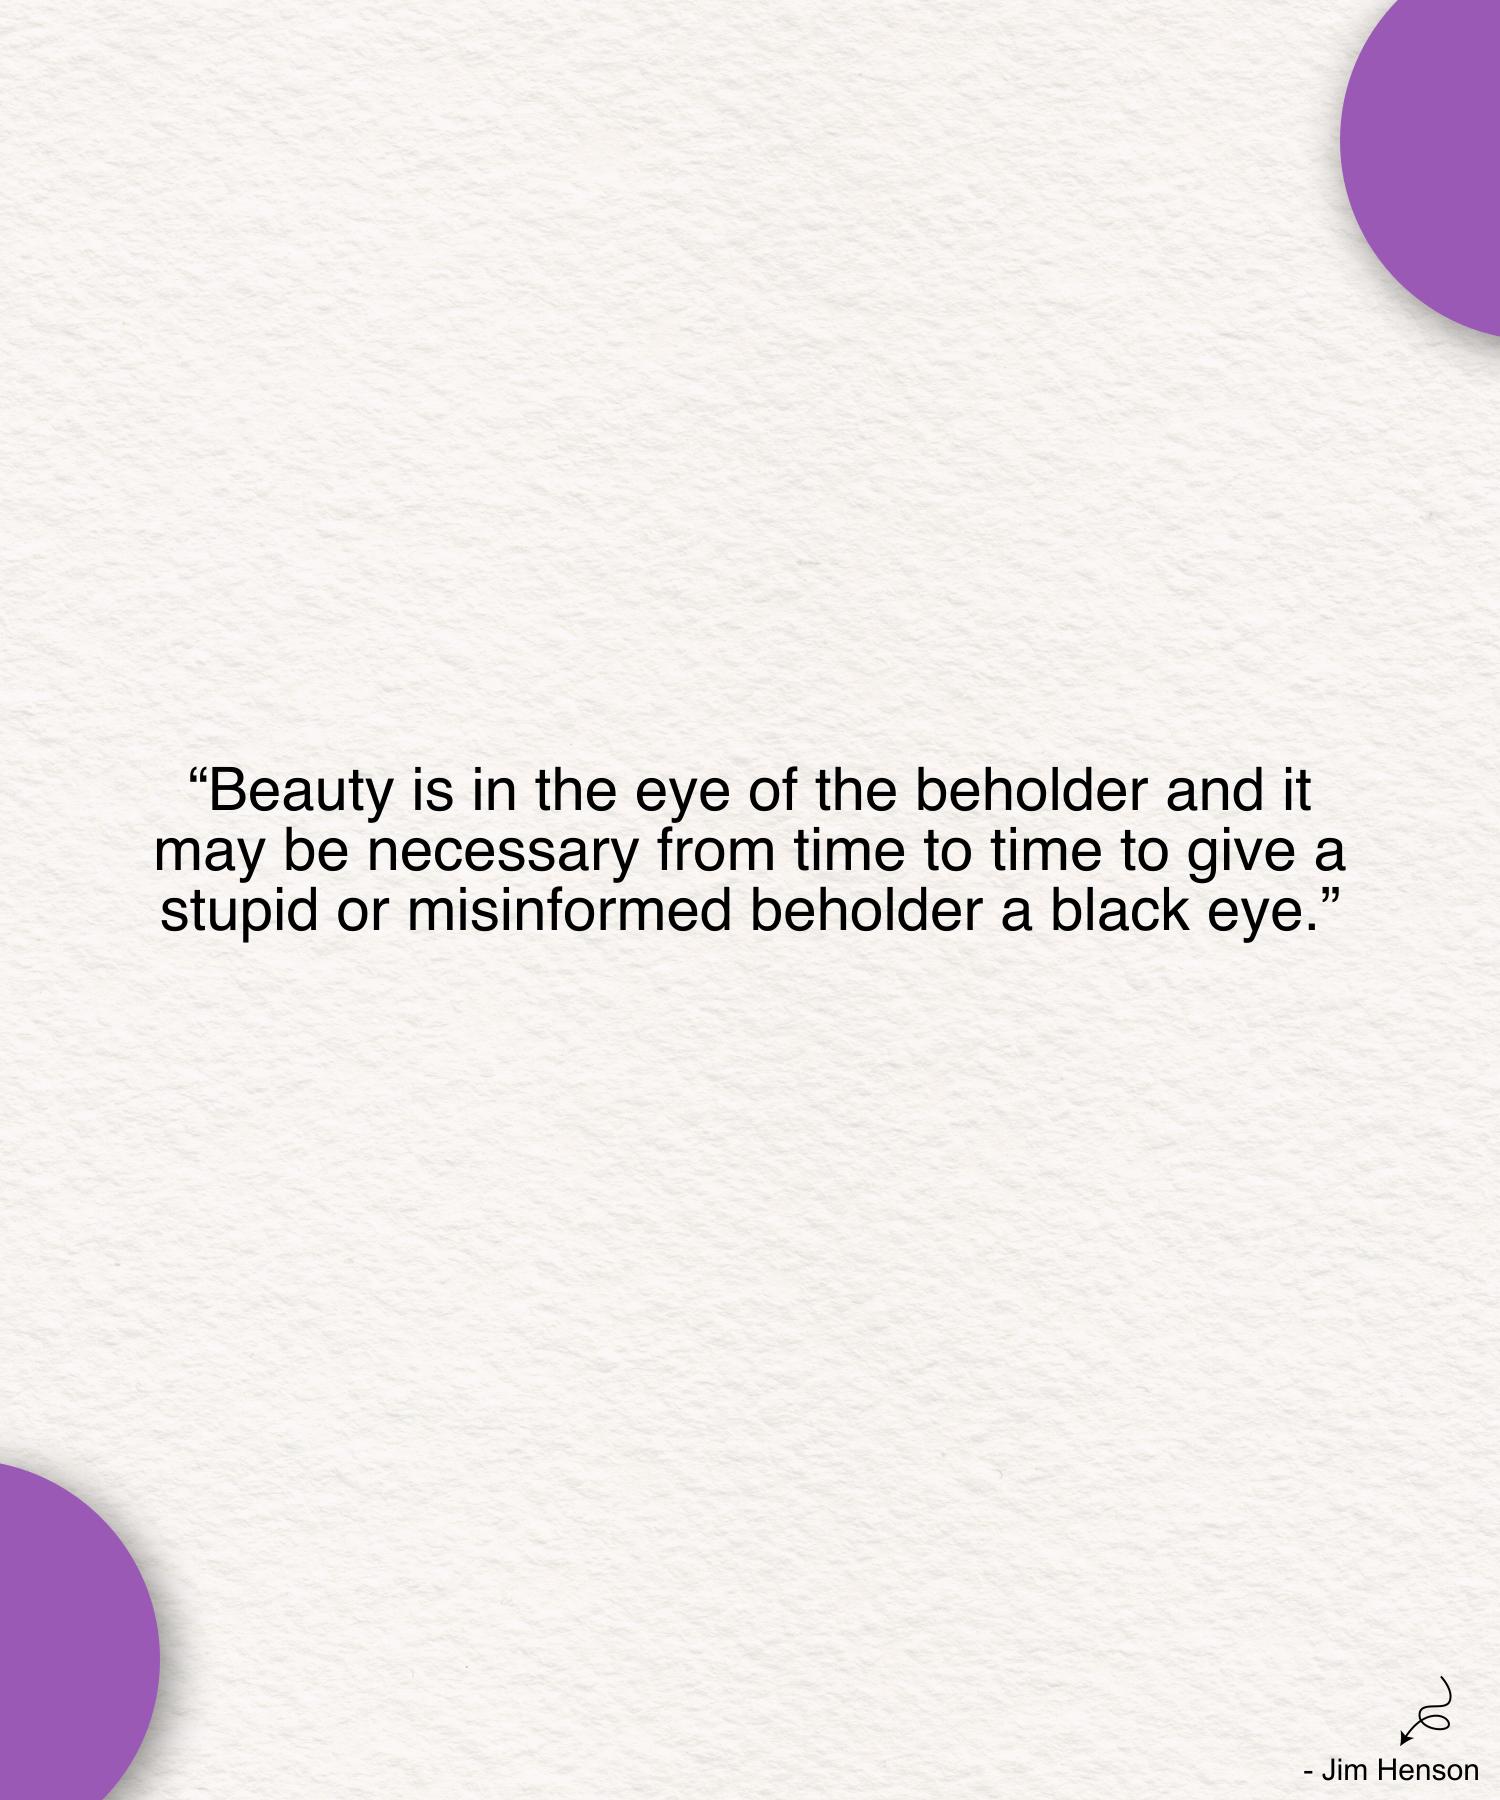 “Beauty is in the eye of the beholder and it
may be necessary from time to time to give a
stupid or misinformed beholder a black eye.”
- Jim Henson